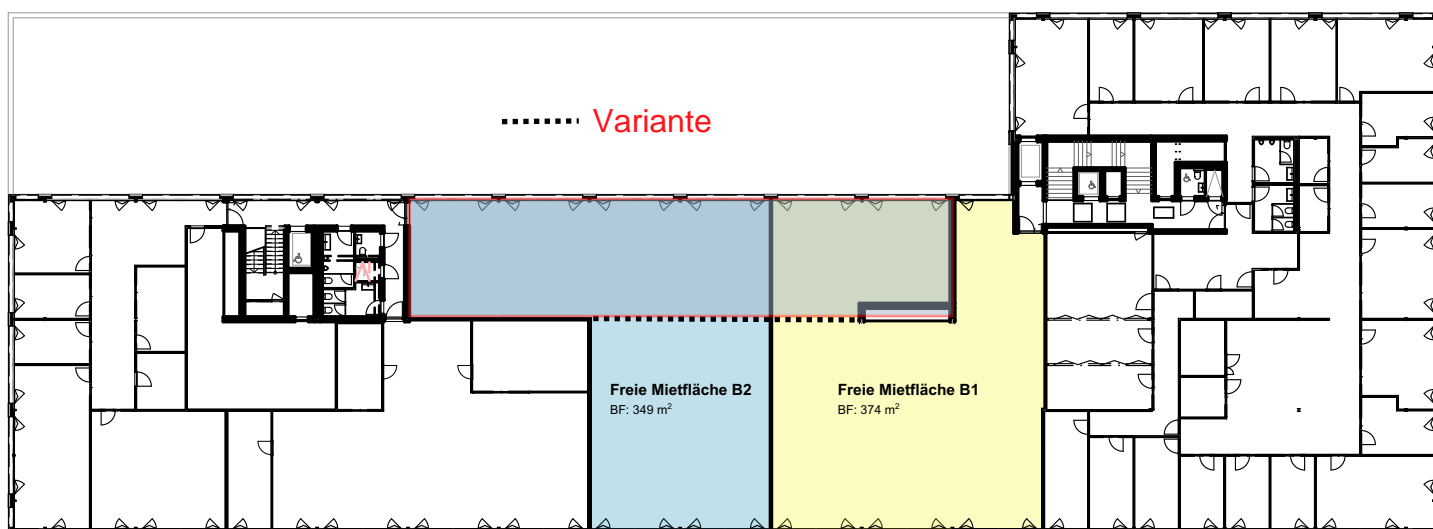 Variante
Freie Mietfläche B2
BF: 349 m²
Freie Mietfläche B1
BF: 374 m²